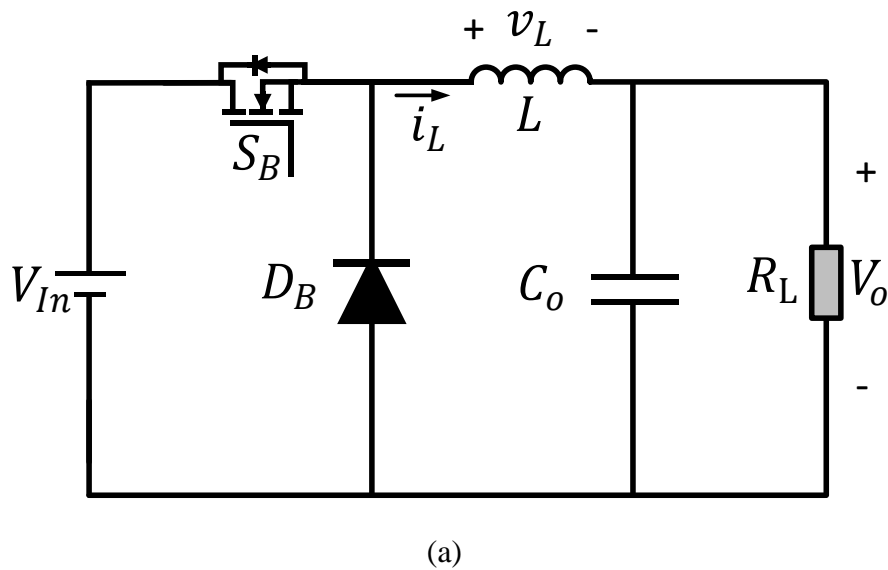 + v_L -
i_L
L
S_B
+
V_In
D_B
C_o
R_L
V_o
-
(a)